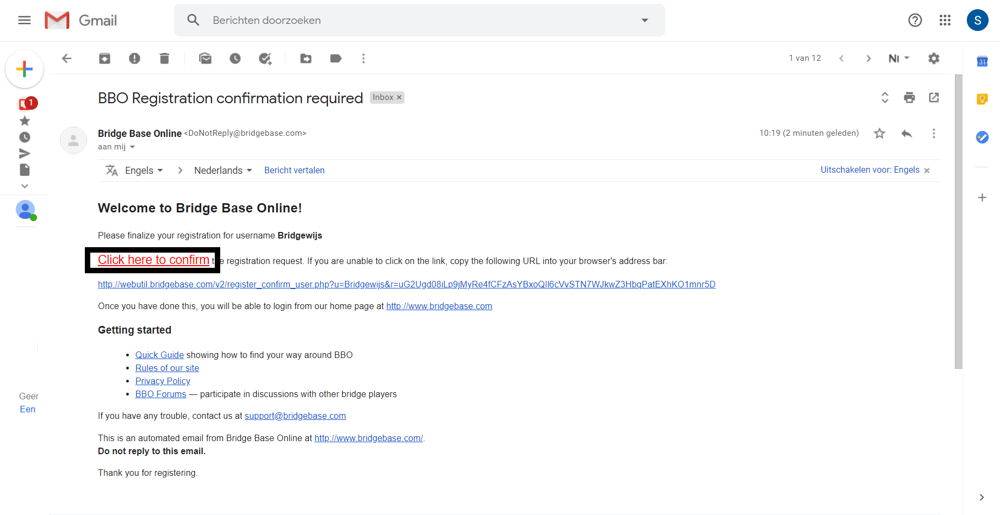 Gmail
Berichten doorzoeken
S
1 van 12
NI
31
1
BBO Registration confirmation required
Inbox ×
Bridge Base Online <DoNotReply@bridgebase.com>
10:19 (2 minuten geleden)
aan mij
Engels > Nederlands Bericht vertalen
Uitschakelen voor: Engels ×
Welcome to Bridge Base Online!
Please finalize your registration for username Bridgewijs
Click here to confirm registration request. If you are unable to click on the link, copy the following URL into your browser's address bar:
http://webutil.bridgebase.com/v2/register_confirm_user.php?u=Bridgewijs&r=uG2Ugd08iLp9jMyRe4fCFzAsYBxoQIl6cVvSTN7WJkwZ3HbqPatEXhKO1mnr5D
Once you have done this, you will be able to login from our home page at http://www.bridgebase.com
Getting started
• Quick Guide showing how to find your way around BBO
• Rules of our site
• Privacy Policy
• BBO Forums — participate in discussions with other bridge players
Geer
Een
If you have any trouble, contact us at support@bridgebase.com
This is an automated email from Bridge Base Online at http://www.bridgebase.com/.
Do not reply to this email.
Thank you for registering.